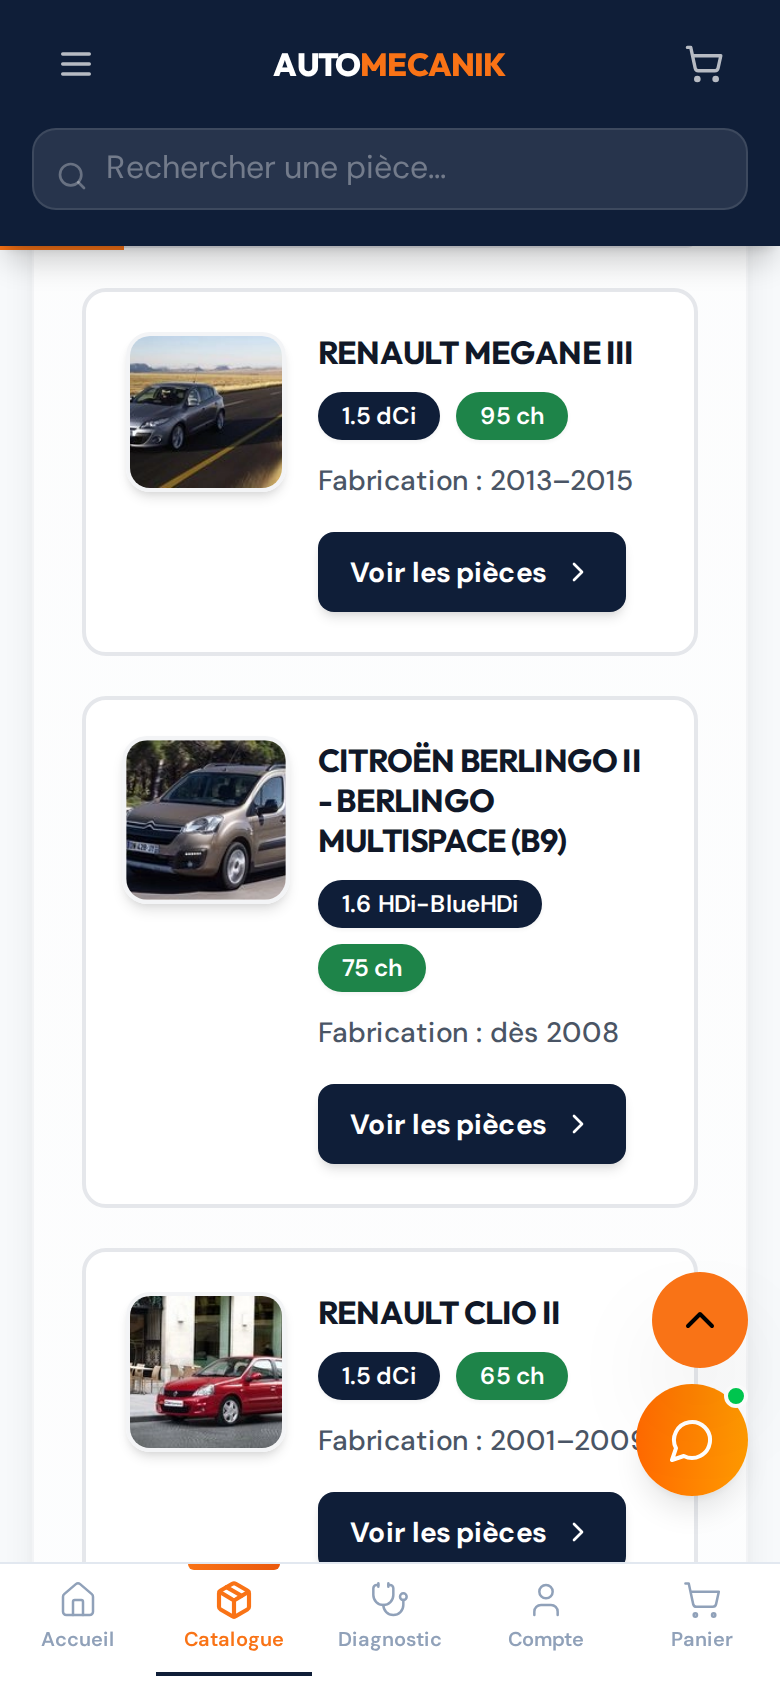 AUTOMECANIK
Rechercher une pièce...
RENAULT MEGANE III
1.5 dCi 95 ch
Fabrication : 2013–2015
Voir les pièces
CITROËN BERLINGO II
- BERLINGO
MULTISPACE (B9)
1.6 HDi-BlueHDi
75 ch
Fabrication : dès 2008
Voir les pièces
RENAULT CLIO II
1.5 dCi 65 ch
Fabrication : 2001–2009
Voir les pièces
Accueil Catalogue Diagnostic Compte Panier